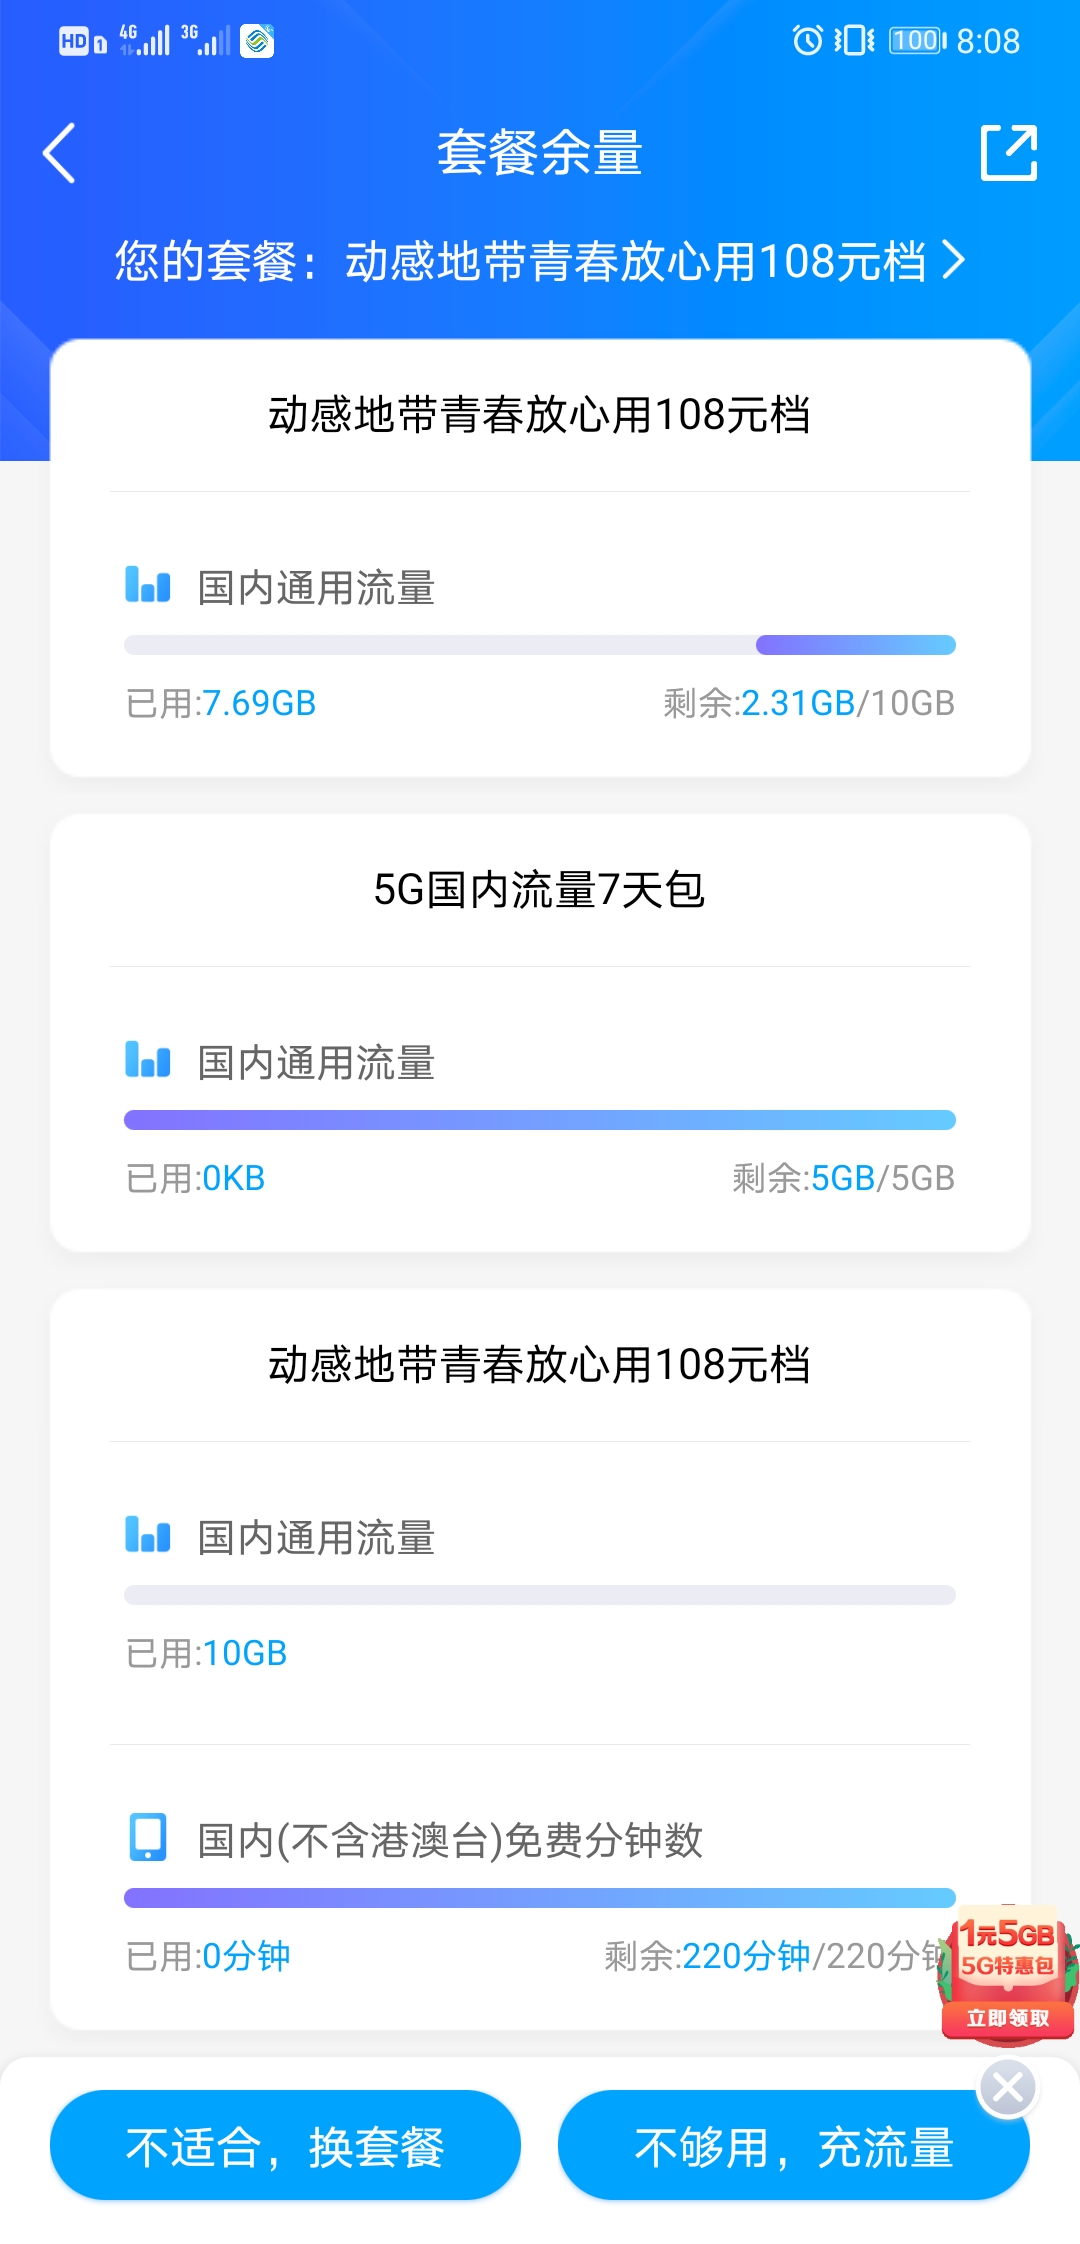 HD 1 4G 3G 100 8:08
套餐余量
您的套餐：动感地带青春放心用108元档
动感地带青春放心用108元档
国内通用流量
已用:7.69GB 剩余:2.31GB/10GB
5G国内流量7天包
国内通用流量
已用:0KB 剩余:5GB/5GB
动感地带青春放心用108元档
国内通用流量
已用:10GB
国内(不含港澳台)免费分钟数
已用:0分钟 剩余:220分钟/220分钟
1元5GB
5G特惠包
立即领取
不适合，换套餐 不够用，充流量